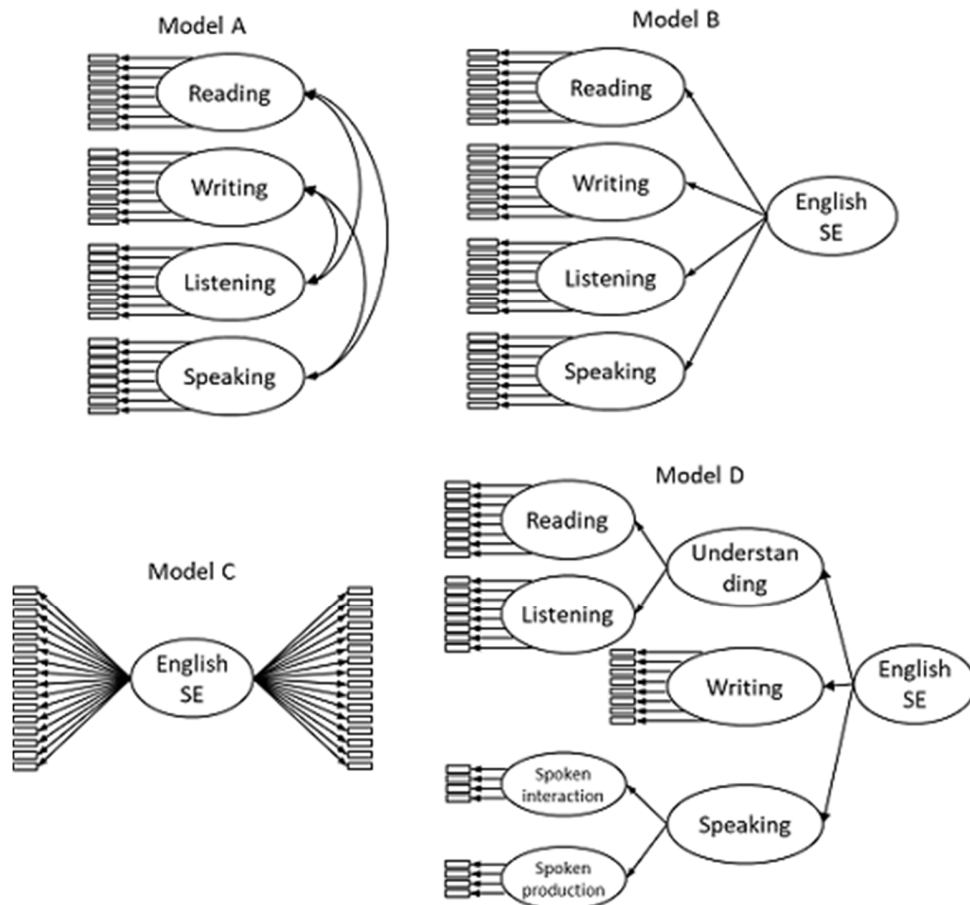 Model A
Reading
Writing
Listening
Speaking
Model B
Reading
Writing
Listening
Speaking
English
SE
Model C
English
SE
Model D
Reading
Listening
Understan
ding
Writing
English
SE
Spoken
interaction
Speaking
Spoken
production